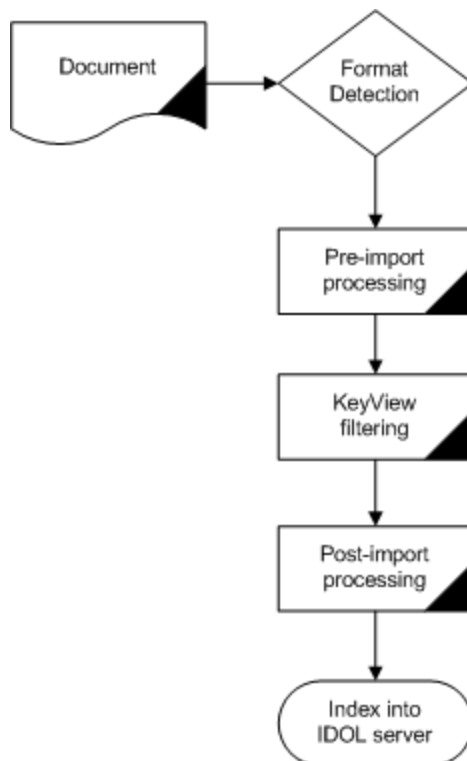 Document
Format
Detection
Pre-import
processing
KeyView
filtering
Post-import
processing
Index into
IDOL server